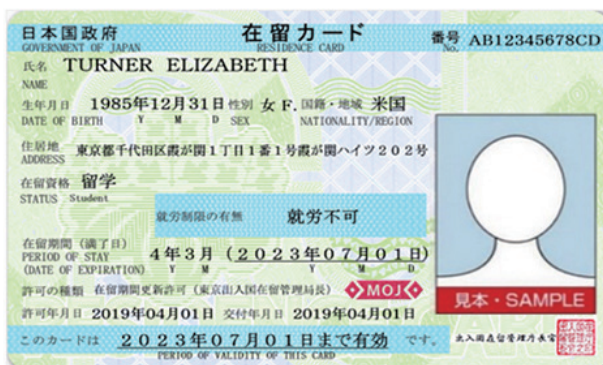 日本国政府 在留カード 番号 AB12345678CD
GOVERNMENT OF JAPAN RESIDENCE CARD No.
氏名 TURNER ELIZABETH
NAME
生年月日 1985年12月31日 性別 女 F. 国籍・地域 米国
DATE OF BIRTH Y M D SEX NATIONALITY/REGION
住居地 東京都千代田区霞が関1丁目1番1号霞が関ハイツ202号
ADDRESS
在留資格 留学
STATUS Student
就労制限の有無 就労不可
在留期間(満了日) 4年3月(2023年07月01日)
PERIOD OF STAY
(DATE OF EXPIRATION) Y M Y M D
許可の種類 在留期間更新許可(東京出入国在留管理局長) MOJ
見本・SAMPLE
許可年月日 2019年04月01日 交付年月日 2019年04月01日
このカードは 2023年07月01日まで有効 です。
PERIOD OF VALIDITY OF THIS CARD
出入国在留管理庁長官